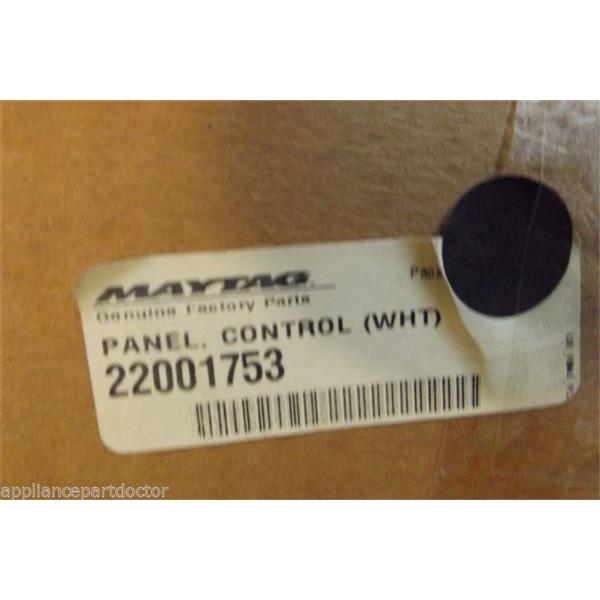 MAYTAG
Genuine Factory Parts
PANEL. CONTROL (WHT)
22001753
appliancepartdoctor